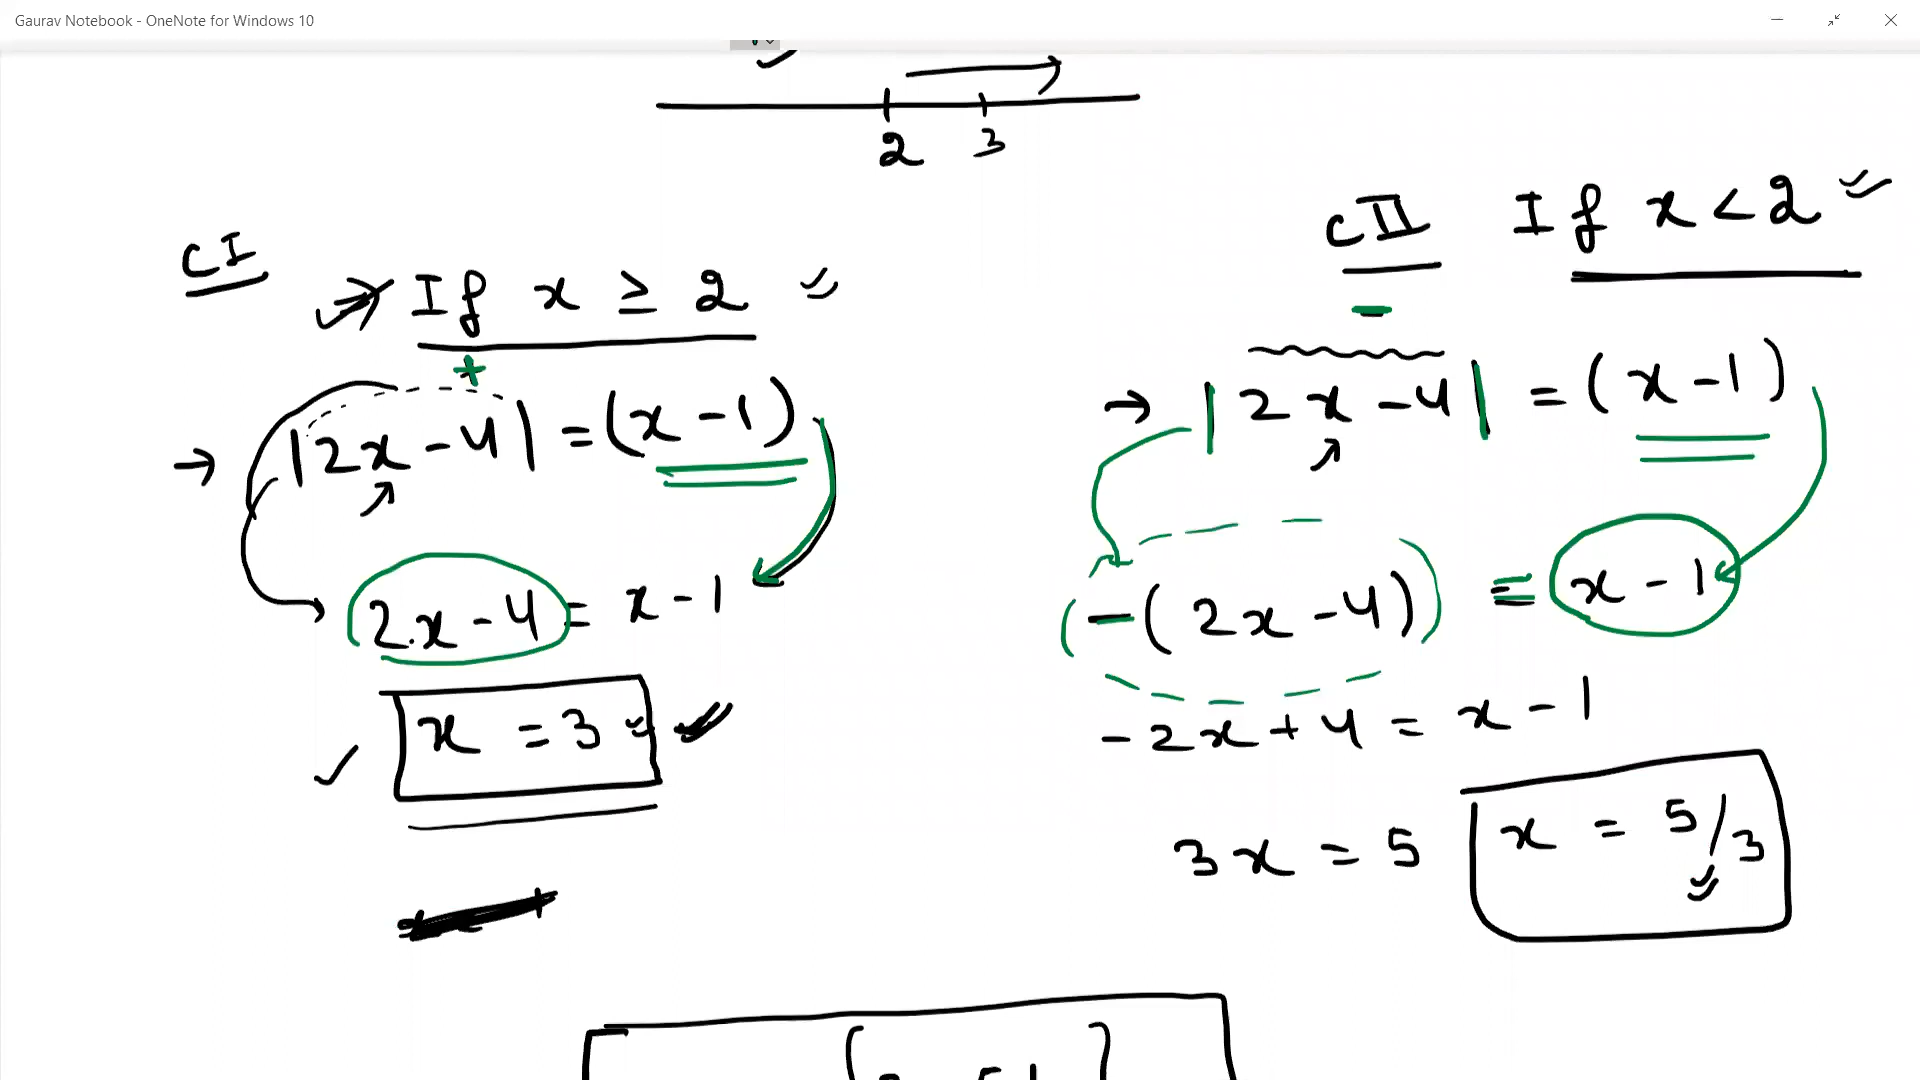 Gaurav Notebook - OneNote for Windows 10
2 3
CI
If x ≥ 2
+
|2x-4| = (x-1)
2x-4 = x-1
x = 3
CII If x < 2
-
|2x-4| = (x-1)
-(2x-4) = x-1
-2x+4 = x-1
3x = 5
x = 5/3